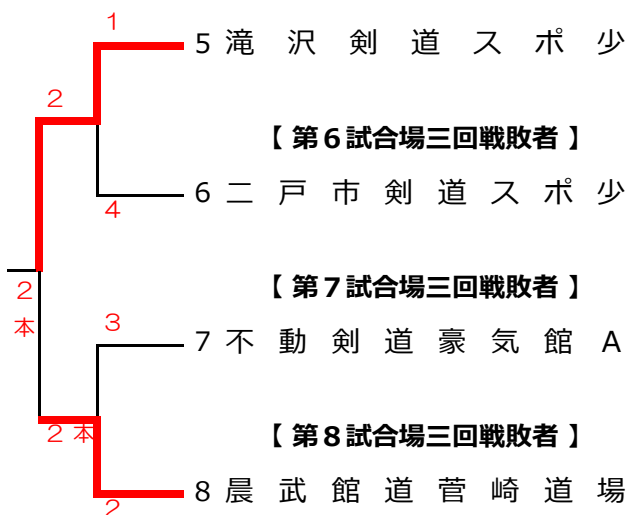 1
5 滝沢剣道スポ少
2
【 第6試合場三回戦敗者 】
6 二戸市剣道スポ少
4
【 第7試合場三回戦敗者 】
2
本
3
7 不動剣道豪気館A
2 本
【 第8試合場三回戦敗者 】
8 晨武館道菅崎道場
2